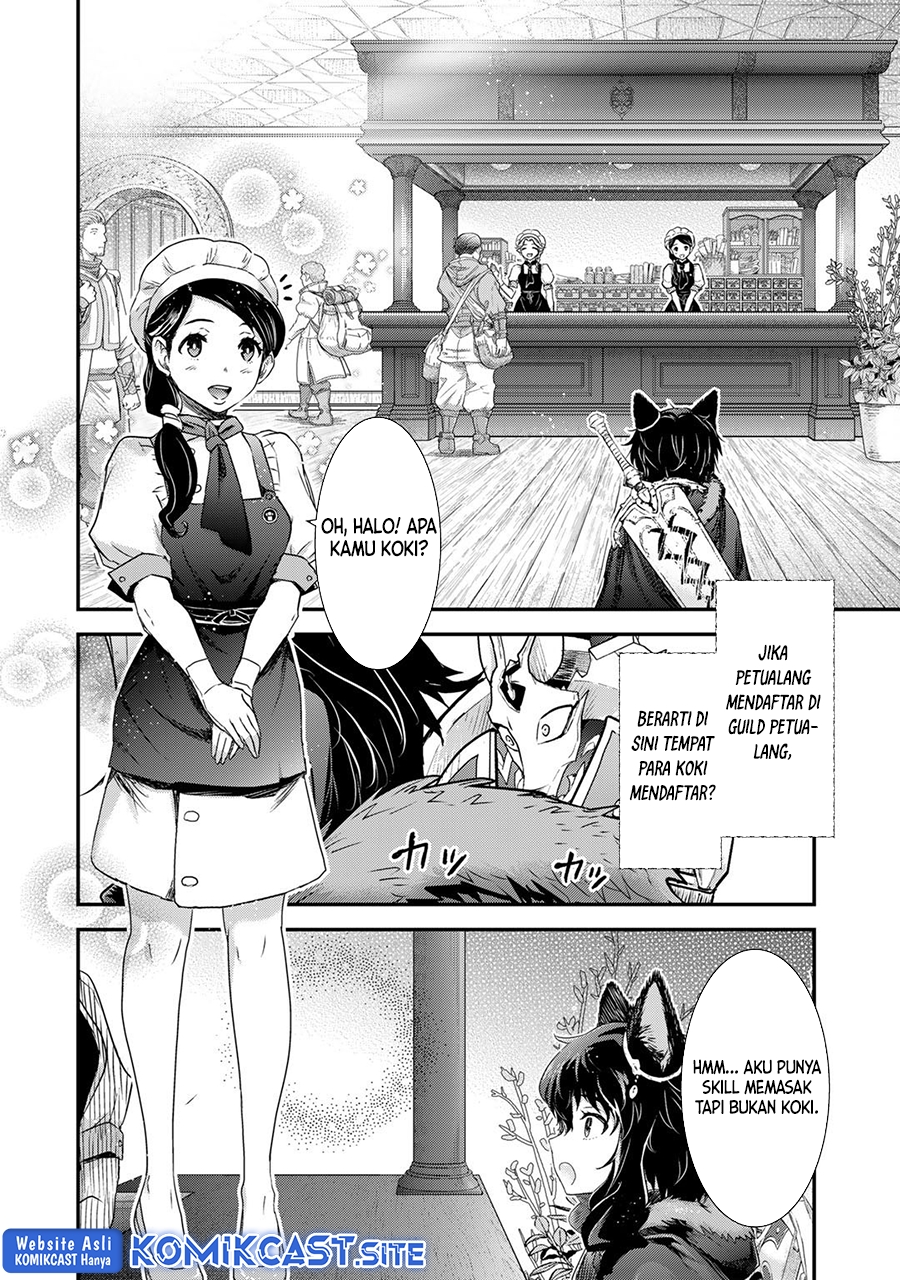 JIKA
PETUALANG
MENDAFTAR DI
GUILD PETUA-
LANG,
BERARTI DI
SINI TEMPAT
PARA KOKI
MENDAFTAR?
OH, HALO! APA
KAMU KOKI?
カッ
カッ
HMM... AKU PUNYA
SKILL MEMASAK
TAPI BUKAN KOKI.
Website Asli
KOMIKCAST Hanya
KOMIKCAST.SITE